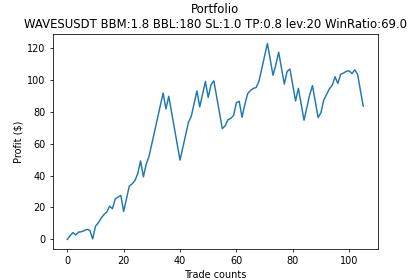 Portfolio
WAVESUSDT BBM:1.8 BBL:180 SL:1.0 TP:0.8 lev:20 WinRatio:69.0
120
100
80
60
40
20
0
Profit ($)
0 20 40 60 80 100
Trade counts